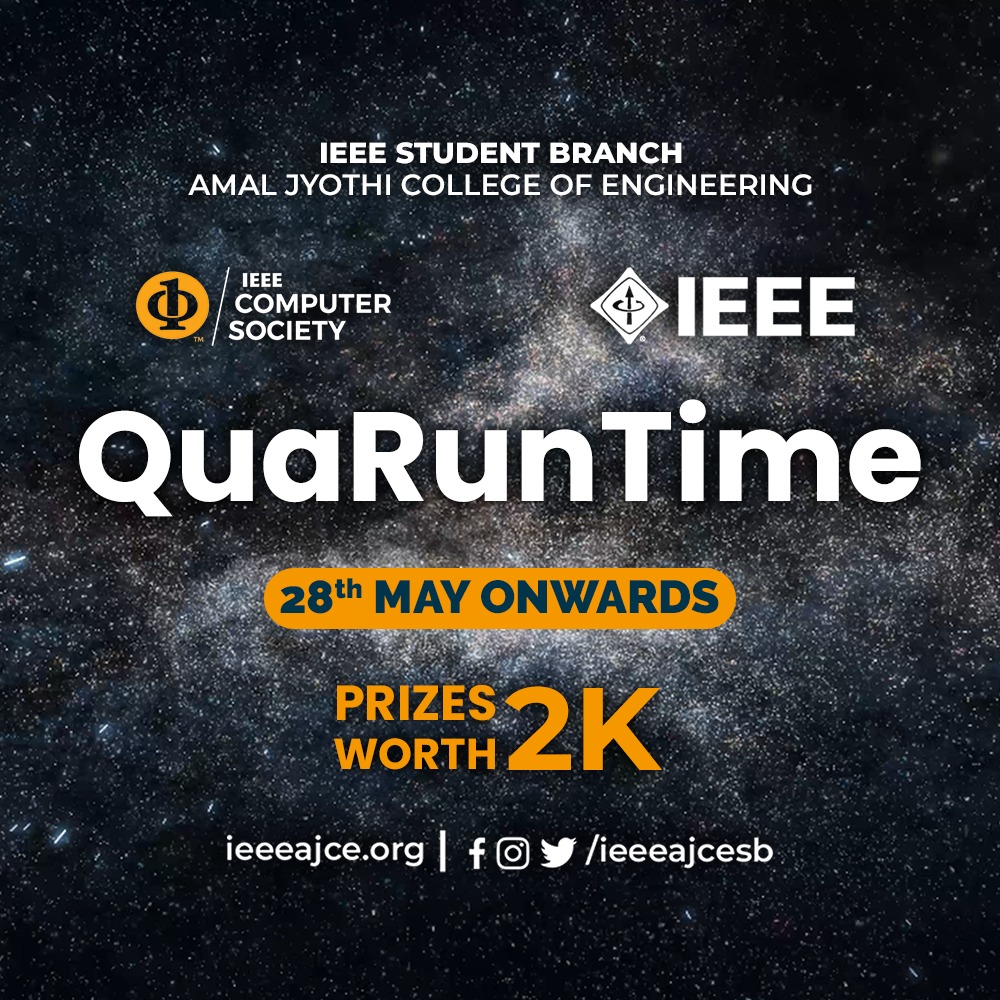 IEEE STUDENT BRANCH
AMAL JYOTHI COLLEGE OF ENGINEERING
IEEE
COMPUTER
SOCIETY
TM
IEEE
®
QuaRunTime
28th MAY ONWARDS
PRIZES
WORTH
2K
ieeeajce.org | /ieeeajcesb